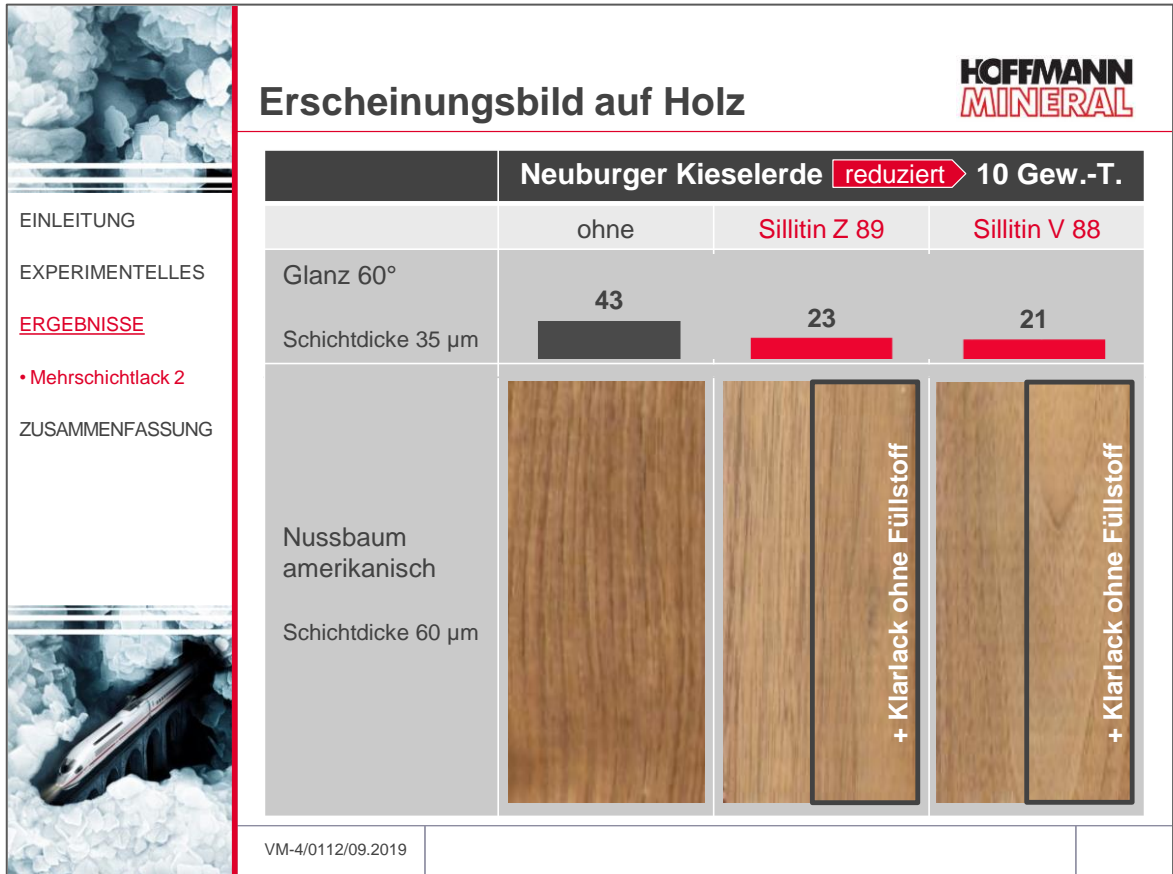 HOFFMANN
MINERAL
Erscheinungsbild auf Holz
EINLEITUNG
EXPERIMENTELLES
ERGEBNISSE
• Mehrschichtlack 2
ZUSAMMENFASSUNG
Neuburger Kieselerde reduziert 10 Gew.-T.
ohne Sillitin Z 89 Sillitin V 88
Glanz 60°
Schichtdicke 35 µm
43 23 21
Nussbaum
amerikanisch
Schichtdicke 60 µm
+ Klarlack ohne Füllstoff
+ Klarlack ohne Füllstoff
VM-4/0112/09.2019